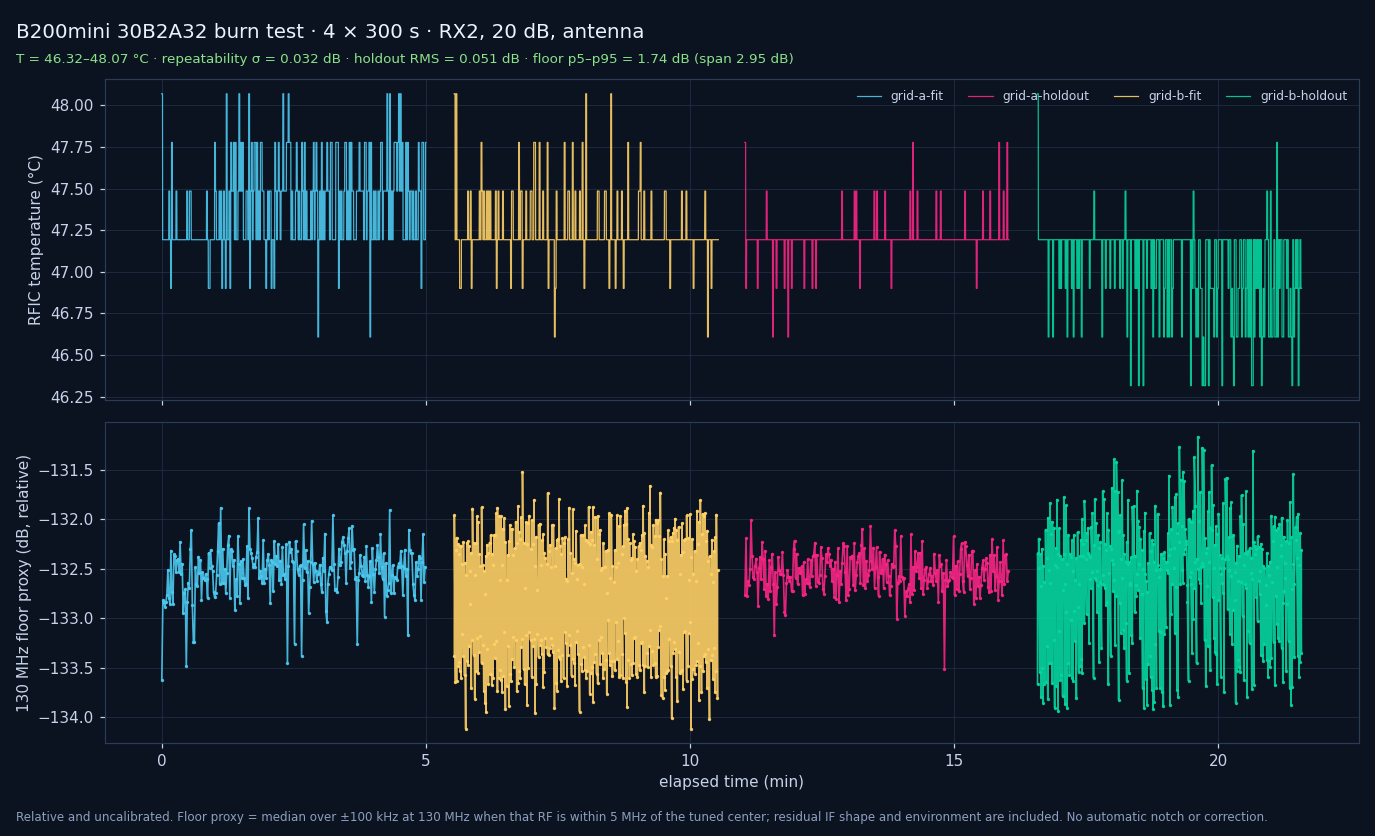 B200mini 30B2A32 burn test · 4 × 300 s · RX2, 20 dB, antenna
T = 46.32–48.07 °C · repeatability σ = 0.032 dB · holdout RMS = 0.051 dB · floor p5–p95 = 1.74 dB (span 2.95 dB)
grid-a-fit
grid-a-holdout
grid-b-fit
grid-b-holdout
RFIC temperature (°C)
48.00
47.75
47.50
47.25
47.00
46.75
46.50
46.25
130 MHz floor proxy (dB, relative)
−131.5
−132.0
−132.5
−133.0
−133.5
−134.0
0
5
10
15
20
elapsed time (min)
Relative and uncalibrated. Floor proxy = median over ±100 kHz at 130 MHz when that RF is within 5 MHz of the tuned center; residual IF shape and environment are included. No automatic notch or correction.